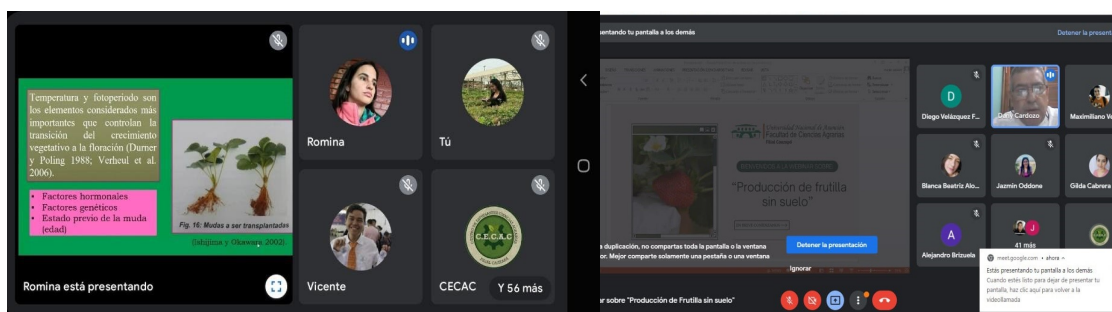 Temperatura y fotoperiodo son
los elementos considerados más
importantes que controlan la
transición del crecimiento
vegetativo a la floración (Durner
y Poling 1988; Verheul et al.
2006).
• Factores hormonales
• Factores genéticos
• Estado previo de la muda
(edad)
Fig. 16: Mudas a ser transplantadas
(Ishijima y Okawara 2002)
Romina está presentando
Romina
Tú
Vicente
CECAC
C.E.C.A.C
Y 56 más
sentando tu pantalla a los demás
Detener la present
Universidad Nacional de Asunción
Facultad de Ciencias Agrarias
"Producción de frutilla
sin suelo"
a duplicación, no compartas toda la pantalla o la ventana
or. Mejor comparte solamente una pestaña o una ventana
Detener la presentación
Ignorar
ar sobre "Producción de Frutilla sin suelo"
D
Diego Velázquez F...
Cardozo
Maximiliano Ve
Blanca Beatriz Alo...
Jazmin Oddone
Gilda Cabrera
A
Alejandro Brizuela
J
41 más
meet.google.com • ahora
Estás presentando tu pantalla a los demás
Cuando estés listo para dejar de presentar tu
pantalla, haz clic aquí para volver a la
videollamada